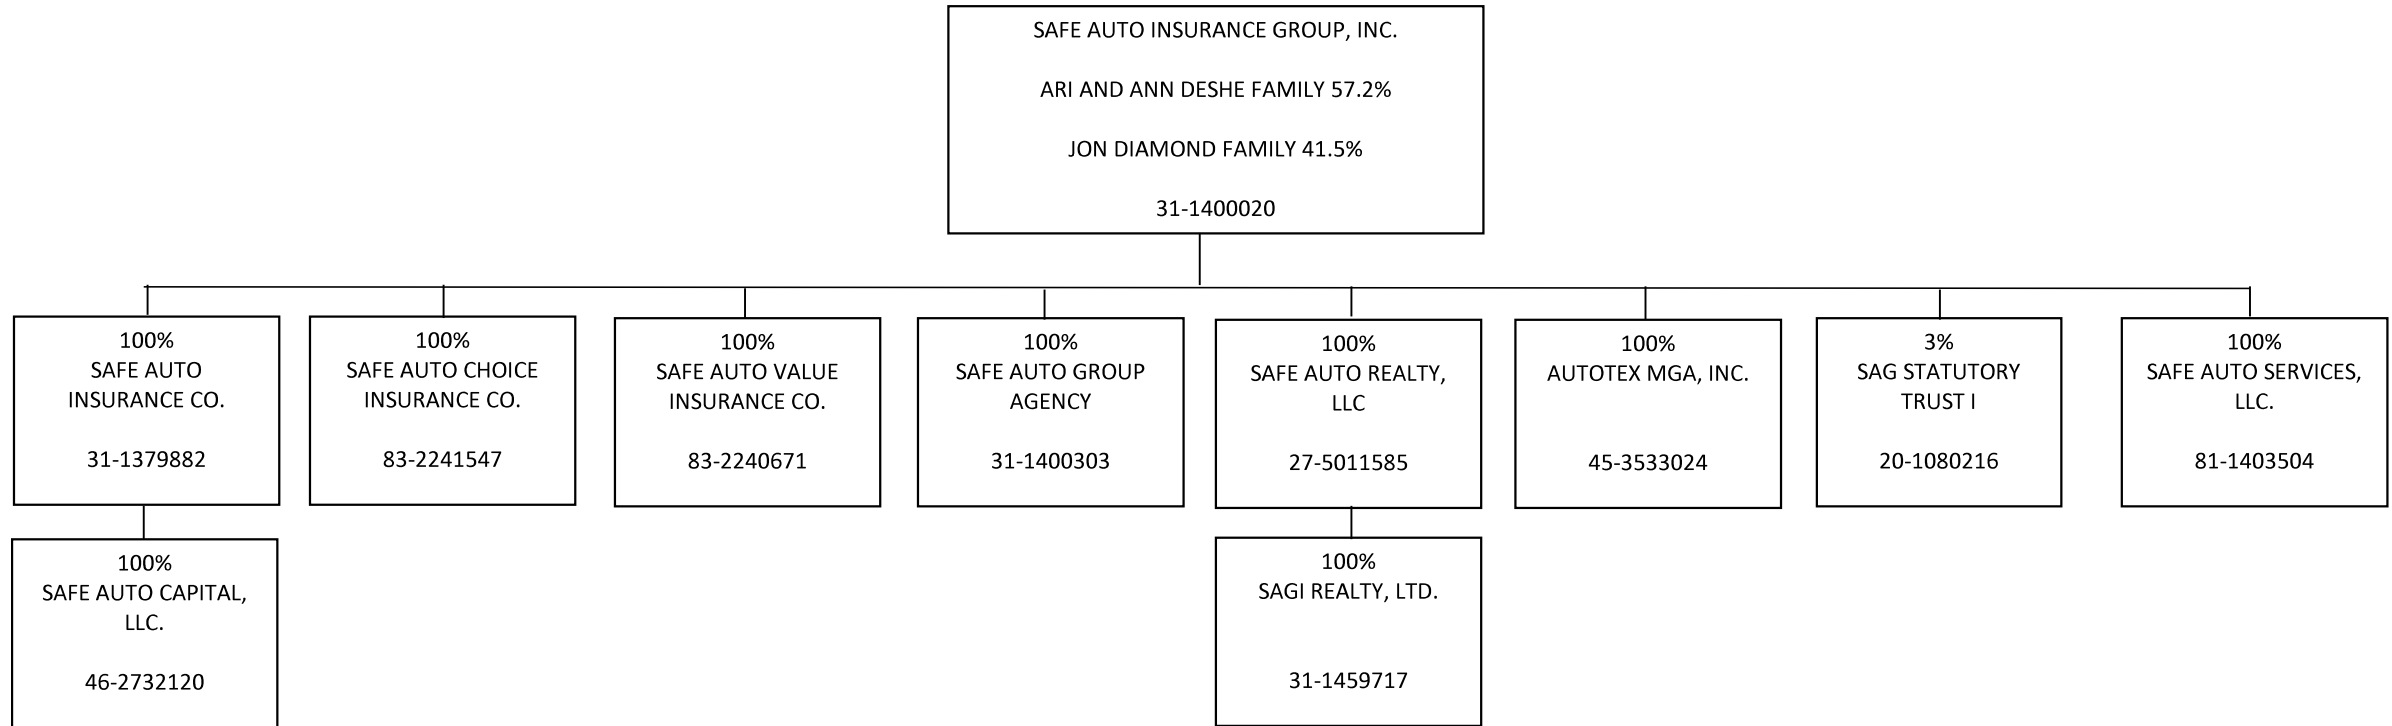 SAFE AUTO INSURANCE GROUP, INC.
ARI AND ANN DESHE FAMILY 57.2%
JON DIAMOND FAMILY 41.5%
31-1400020
100%
SAFE AUTO
INSURANCE CO.
31-1379882
100%
SAFE AUTO CHOICE
INSURANCE CO.
83-2241547
100%
SAFE AUTO VALUE
INSURANCE CO.
83-2240671
100%
SAFE AUTO GROUP
AGENCY
31-1400303
100%
SAFE AUTO REALTY,
LLC
27-5011585
100%
AUTOTEX MGA, INC.
45-3533024
3%
SAG STATUTORY
TRUST I
20-1080216
100%
SAFE AUTO SERVICES,
LLC.
81-1403504
100%
SAFE AUTO CAPITAL,
LLC.
46-2732120
100%
SAGI REALTY, LTD.
31-1459717